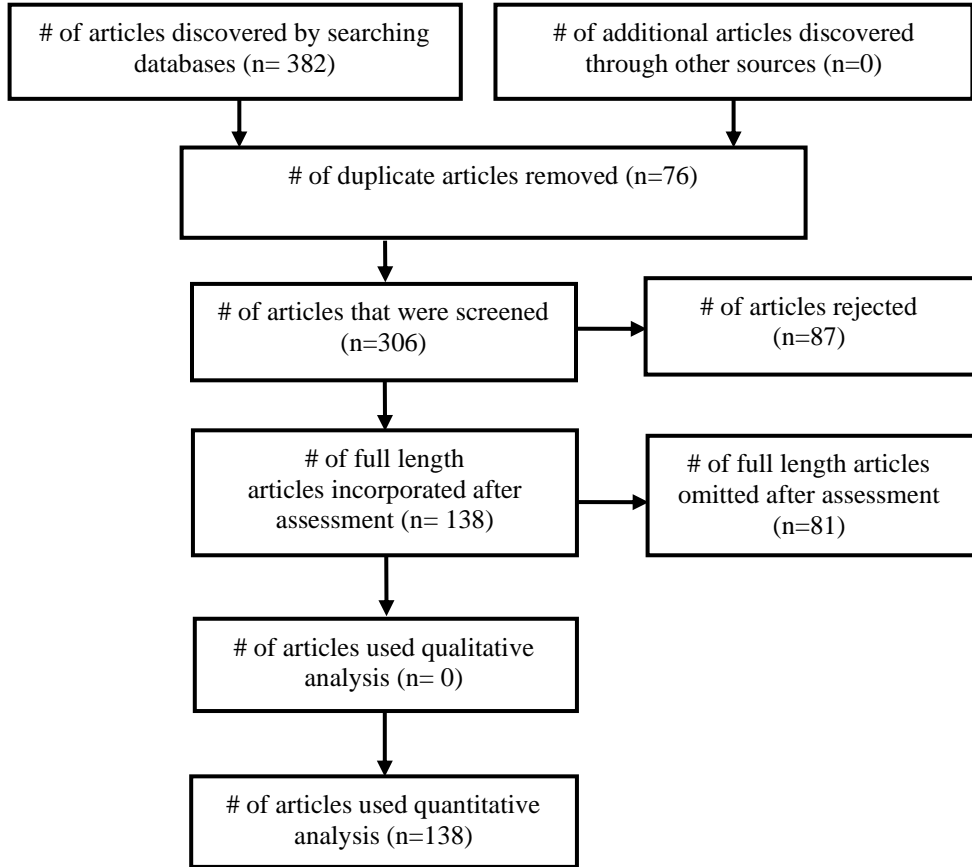 # of articles discovered by searching
databases (n= 382)
# of additional articles discovered
through other sources (n=0)
# of duplicate articles removed (n=76)
# of articles that were screened
(n=306)
# of articles rejected
(n=87)
# of full length
articles incorporated after
assessment (n= 138)
# of full length articles
omitted after assessment
(n=81)
# of articles used qualitative
analysis (n= 0)
# of articles used quantitative
analysis (n=138)